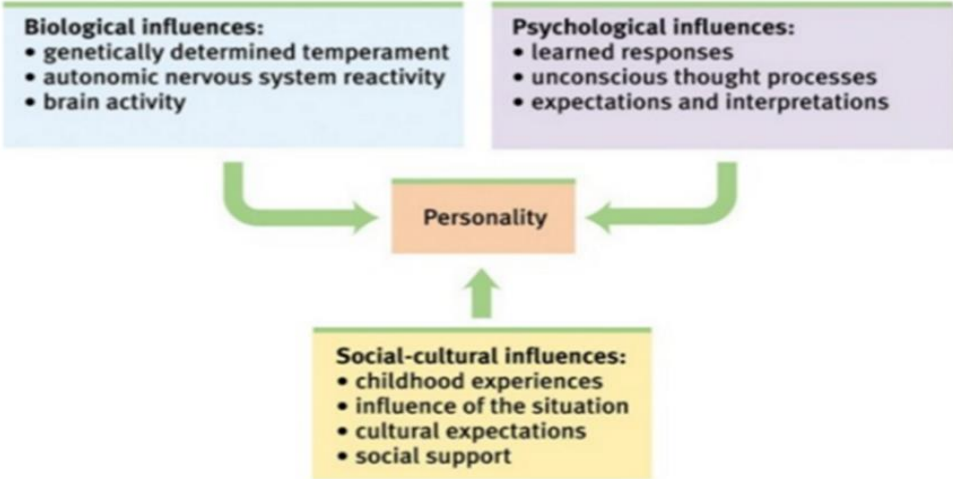 Biological influences:
• genetically determined temperament
• autonomic nervous system reactivity
• brain activity
Psychological influences:
• learned responses
• unconscious thought processes
• expectations and interpretations
Personality
Social-cultural influences:
• childhood experiences
• influence of the situation
• cultural expectations
• social support